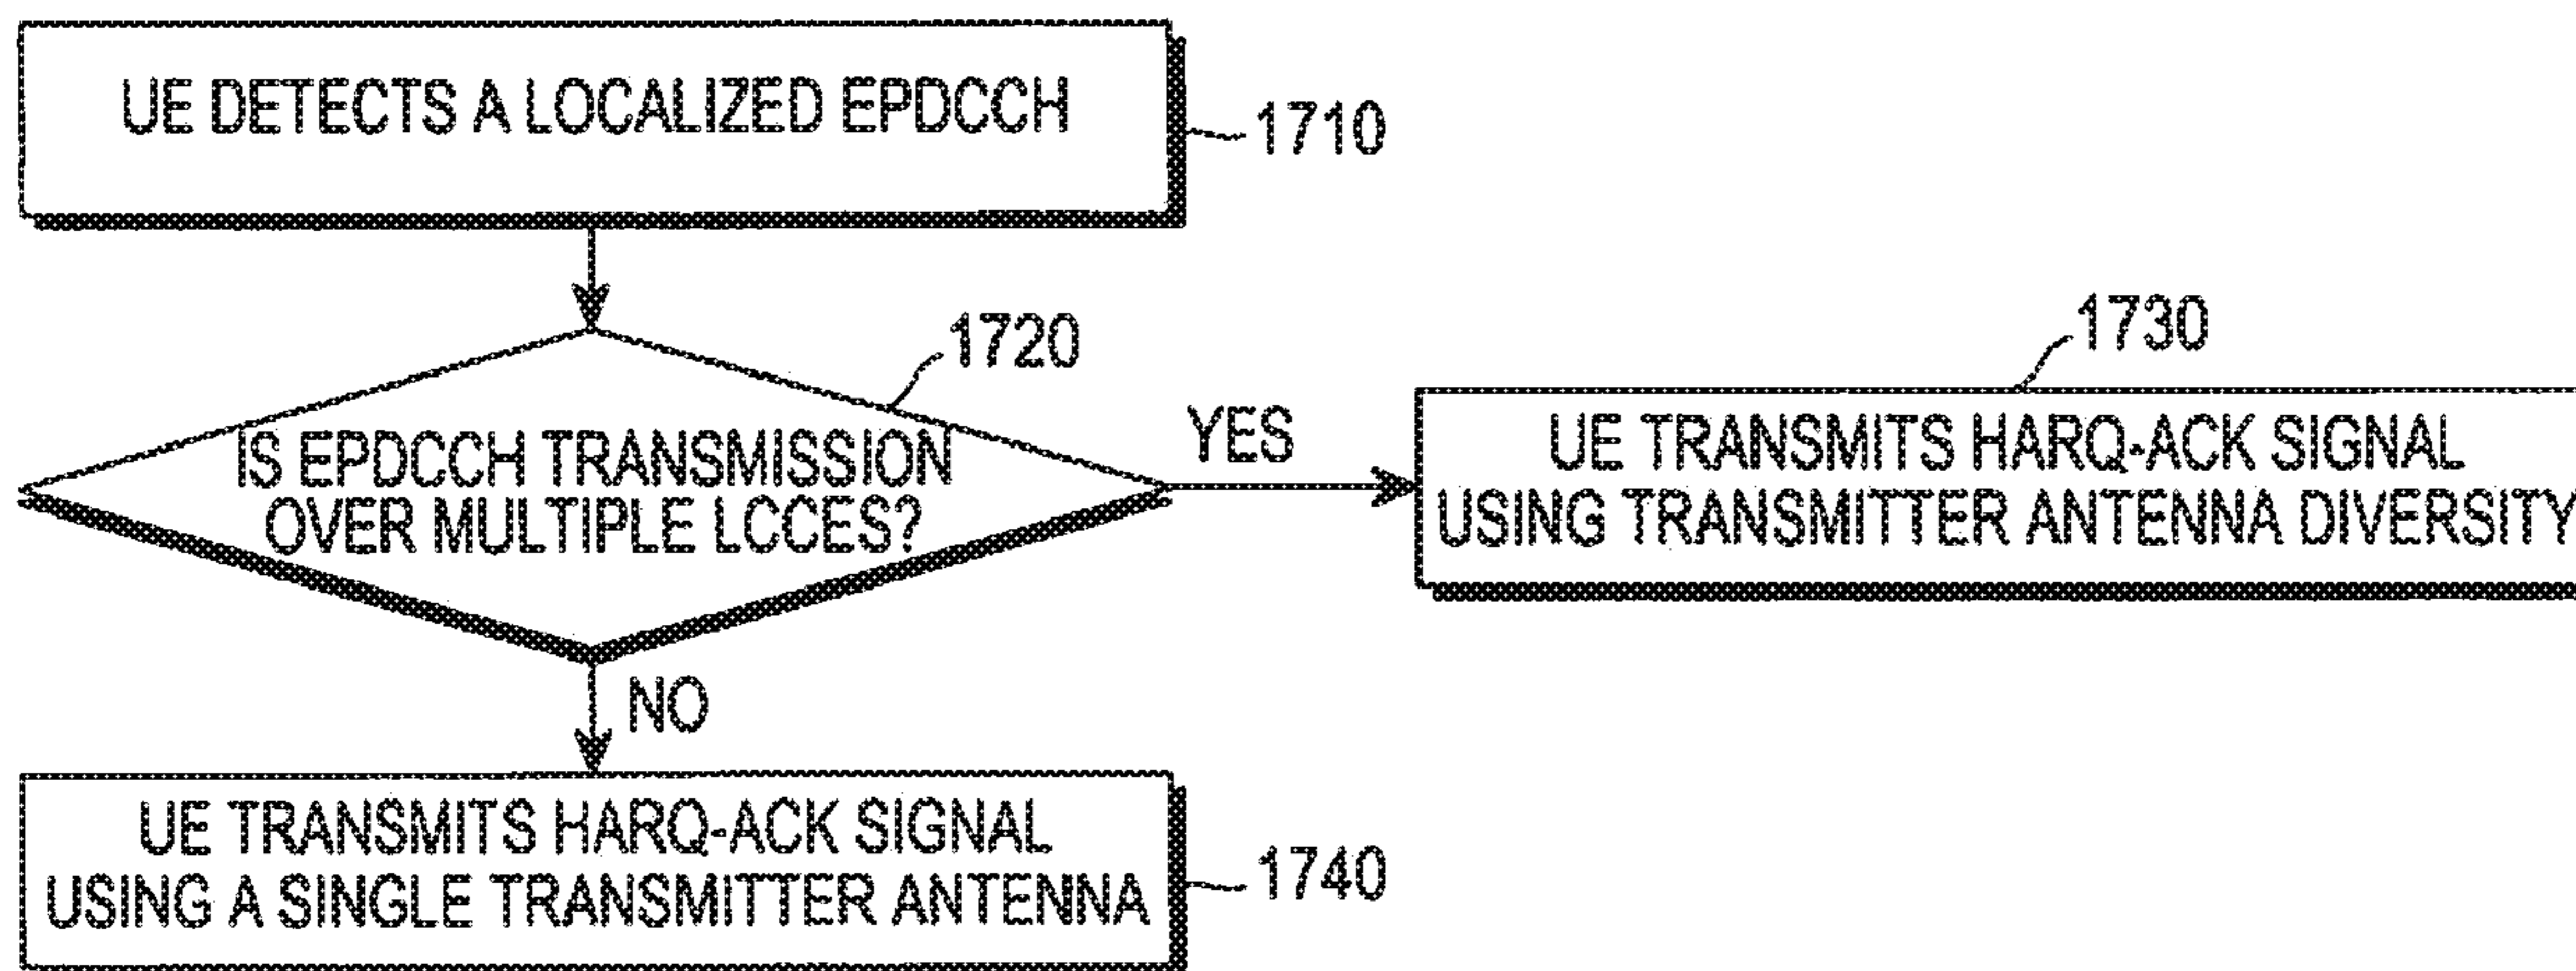 UE DETECTS A LOCALIZED EPDCCH
1710
1720
IS EPDCCH TRANSMISSION
OVER MULTIPLE LCCES?
YES
1730
UE TRANSMITS HARQ-ACK SIGNAL
USING TRANSMITTER ANTENNA DIVERSITY
NO
UE TRANSMITS HARQ-ACK SIGNAL
USING A SINGLE TRANSMITTER ANTENNA
1740